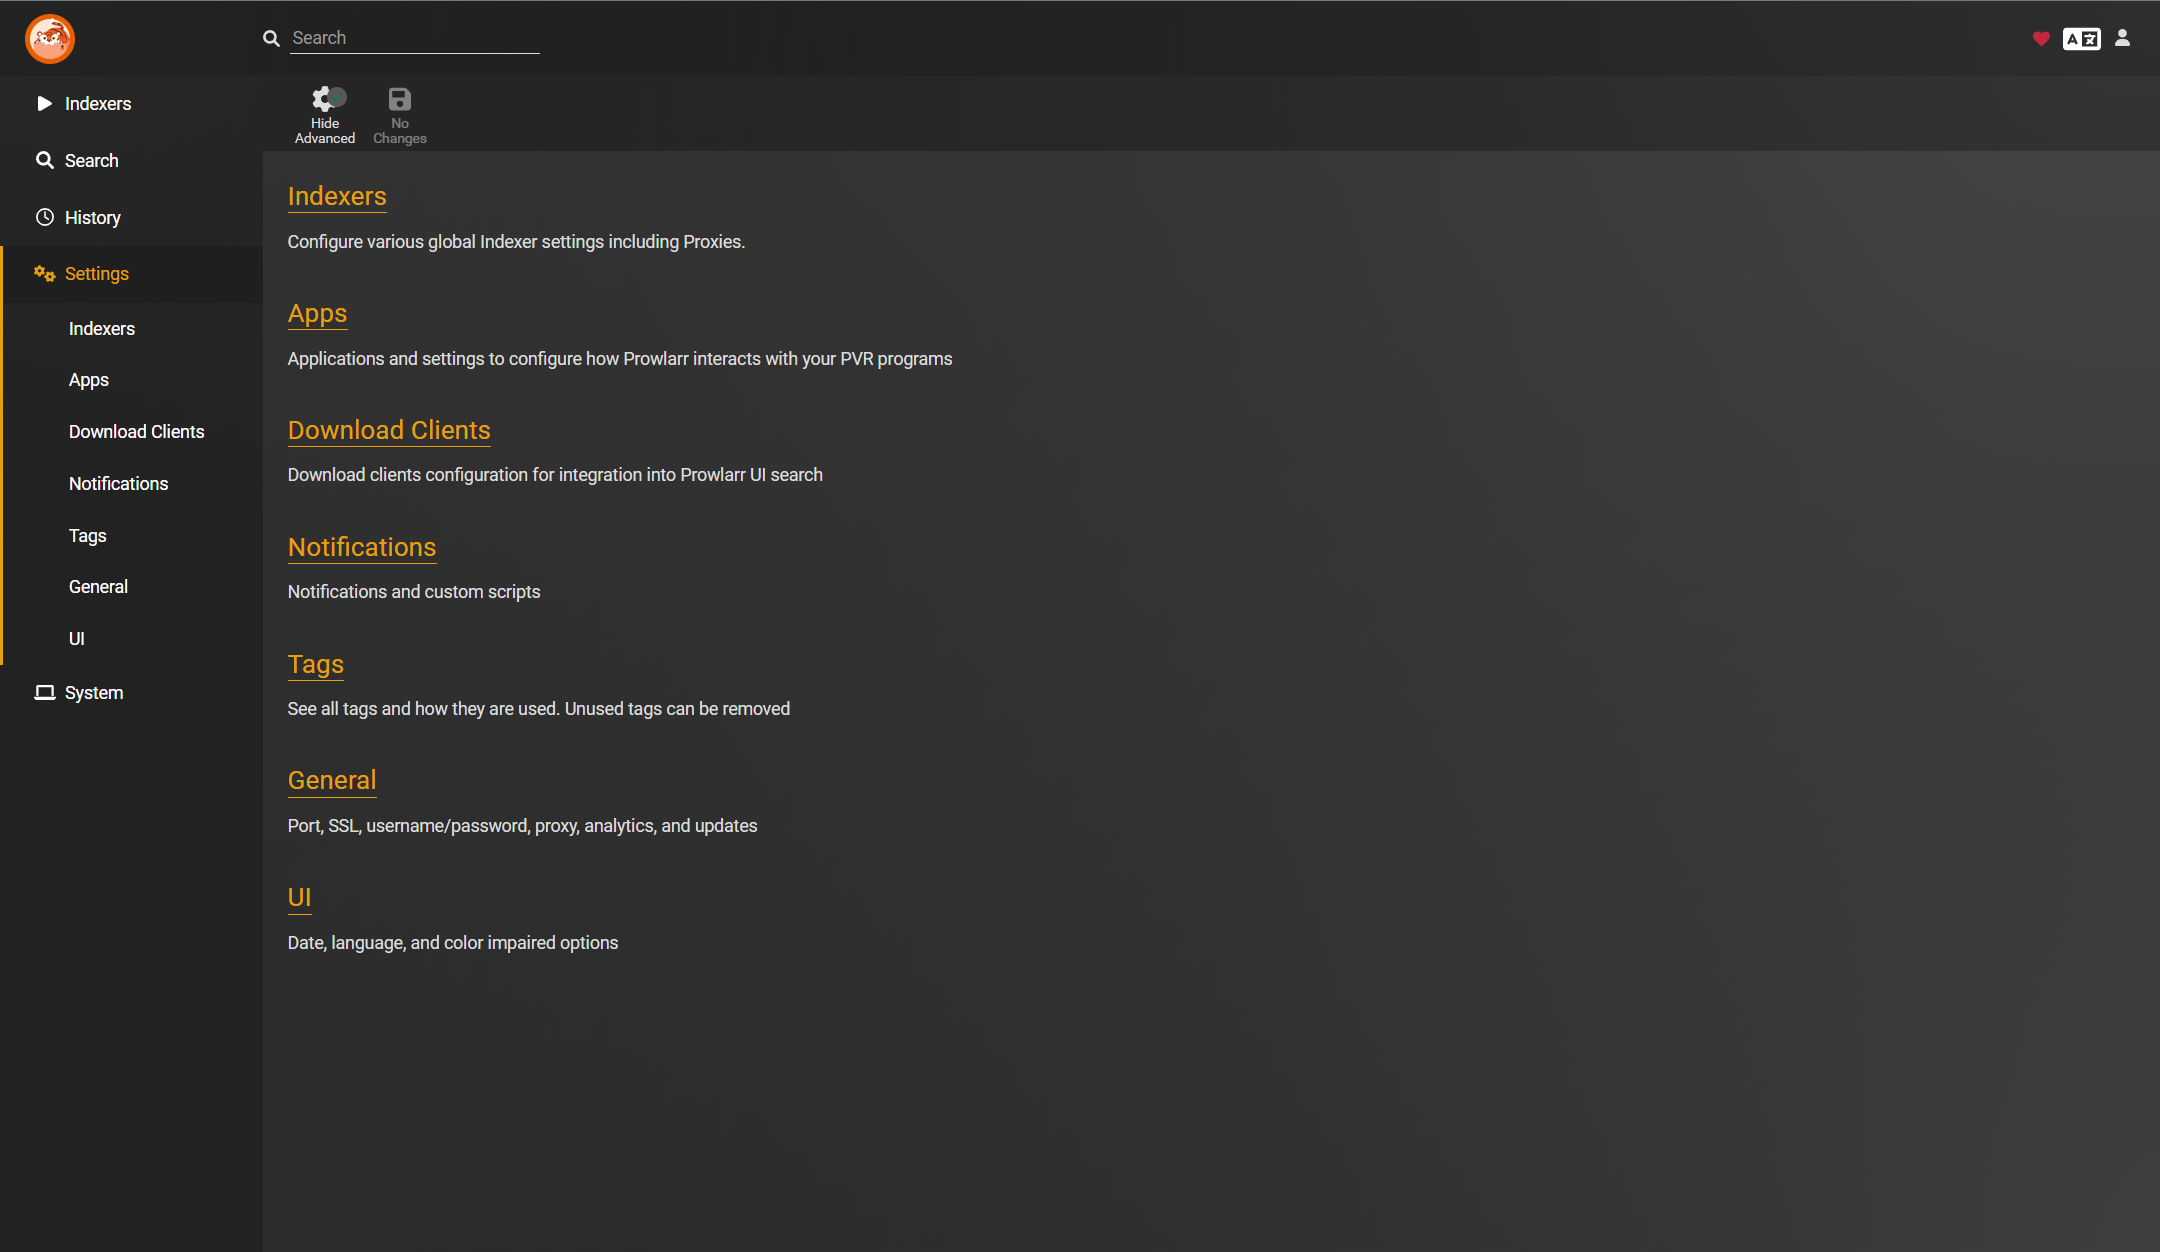 Search
Indexers
Search
History
Settings
Indexers
Apps
Download Clients
Notifications
Tags
General
UI
System
Hide
Advanced
No
Changes
Indexers
Configure various global Indexer settings including Proxies.
Apps
Applications and settings to configure how Prowlarr interacts with your PVR programs
Download Clients
Download clients configuration for integration into Prowlarr UI search
Notifications
Notifications and custom scripts
Tags
See all tags and how they are used. Unused tags can be removed
General
Port, SSL, username/password, proxy, analytics, and updates
UI
Date, language, and color impaired options